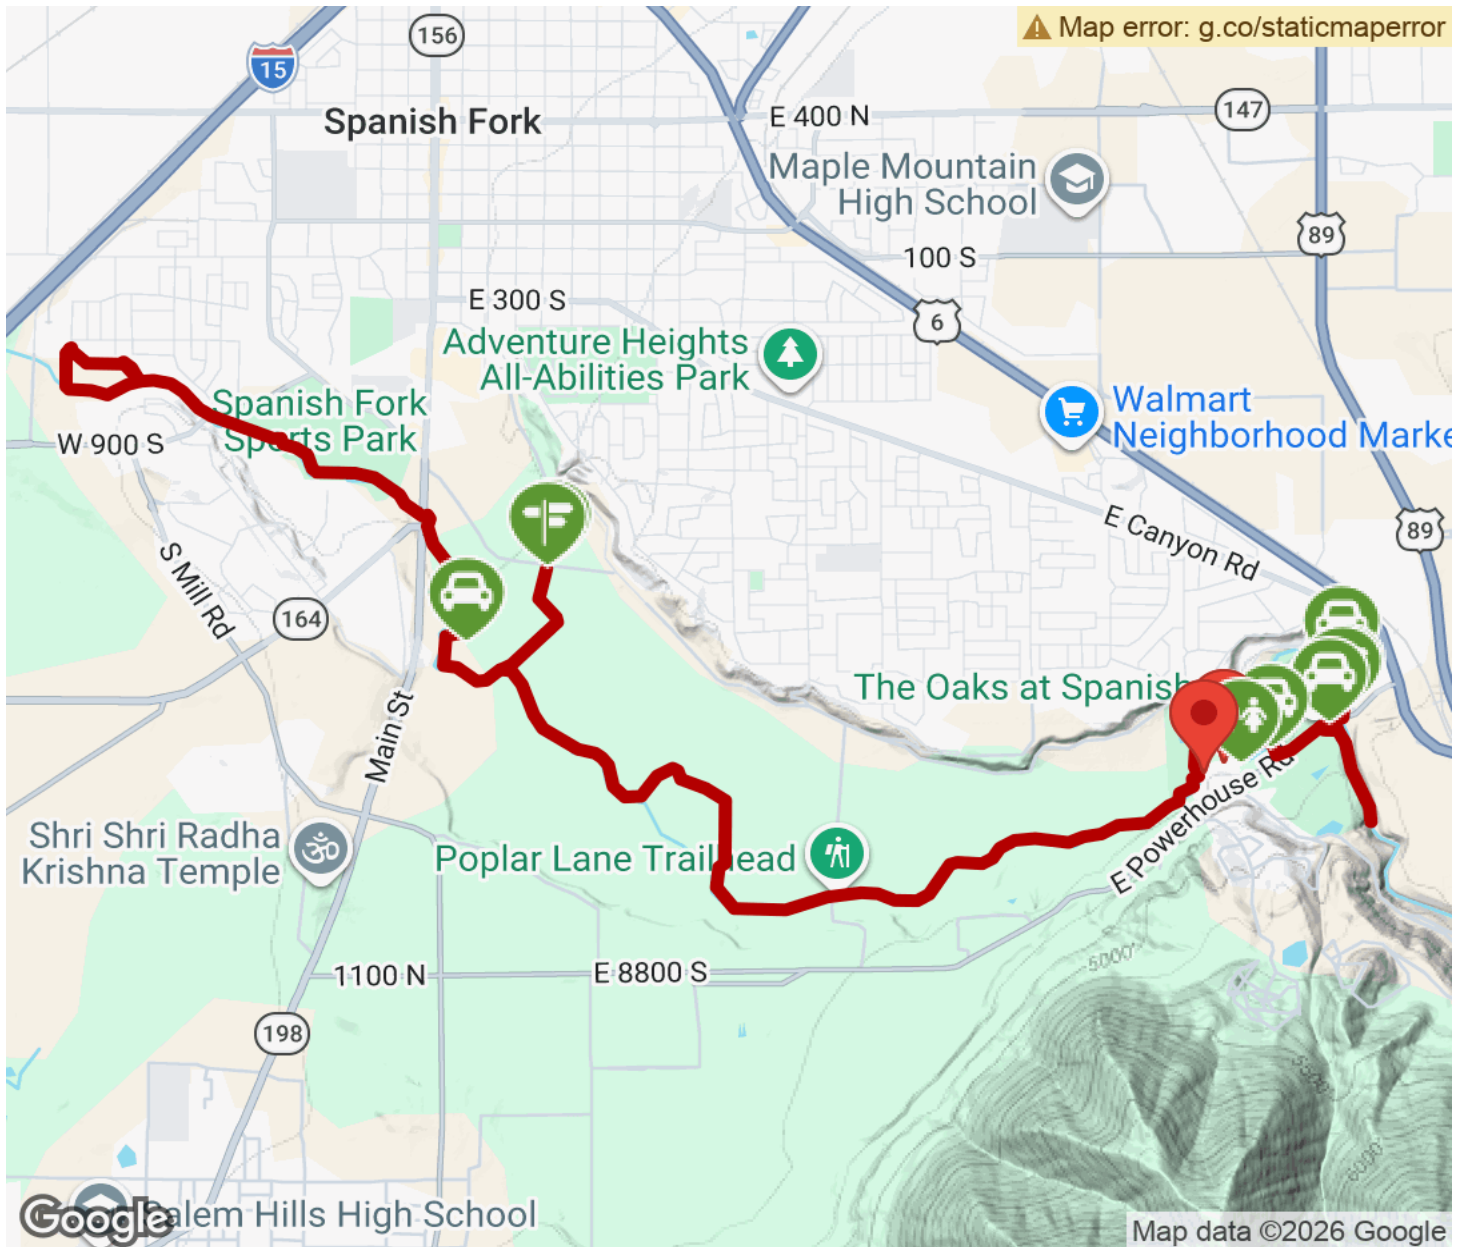 Map error: g.co/staticmaperror
156
15
Spanish Fork
E 400 N
147
Maple Mountain
High School
89
100 S
E 300 S
6
Adventure Heights
All-Abilities Park
Walmart
Neighborhood Marke
Spanish Fork
Sports Park
W 900 S
E Canyon Rd
89
S Mill Rd
164
The Oaks at Spanish
Main St
E Powerhouse Rd
Shri Shri Radha
Krishna Temple
Poplar Lane Trailhead
5000'
1100 N
E 8800 S
198
5500'
6000'
Salem Hills High School
Google
Map data ©2026 Google